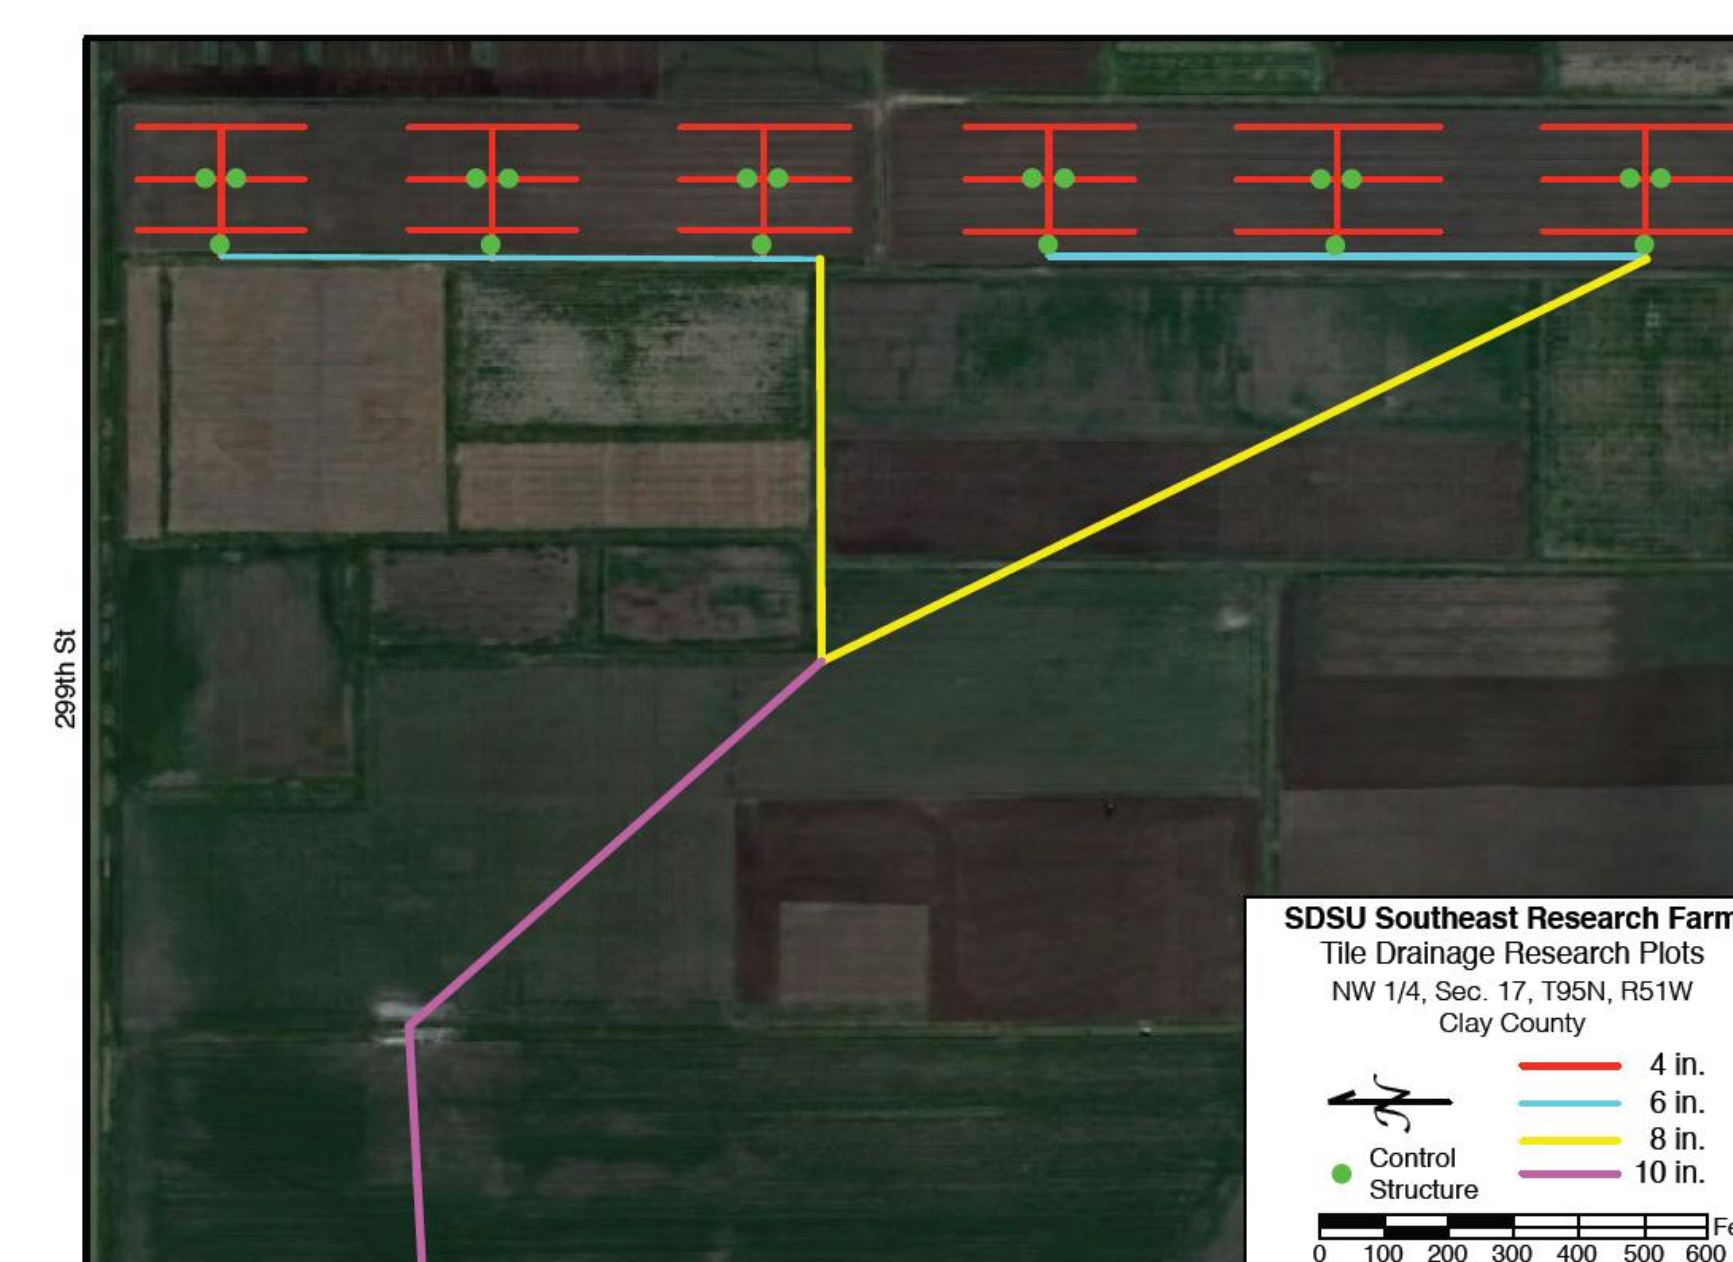 299th St
SDSU Southeast Research Farm
Tile Drainage Research Plots
NW 1/4, Sec. 17, T95N, R51W
Clay County
4 in.
6 in.
8 in.
10 in.
N
Control
Structure
Fe
0 100 200 300 400 500 600